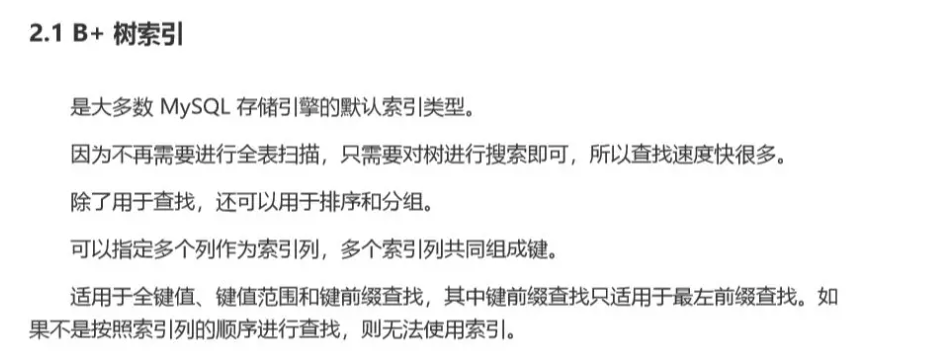 2.1 B+ 树索引
是大多数 MySQL 存储引擎的默认索引类型。
因为不再需要进行全表扫描，只需要对树进行搜索即可，所以查找速度快很多。
除了用于查找，还可以用于排序和分组。
可以指定多个列作为索引列，多个索引列共同组成键。
适用于全键值、键值范围和键前缀查找，其中键前缀查找只适用于最左前缀查找。如
果不是按照索引列的顺序进行查找，则无法使用索引。